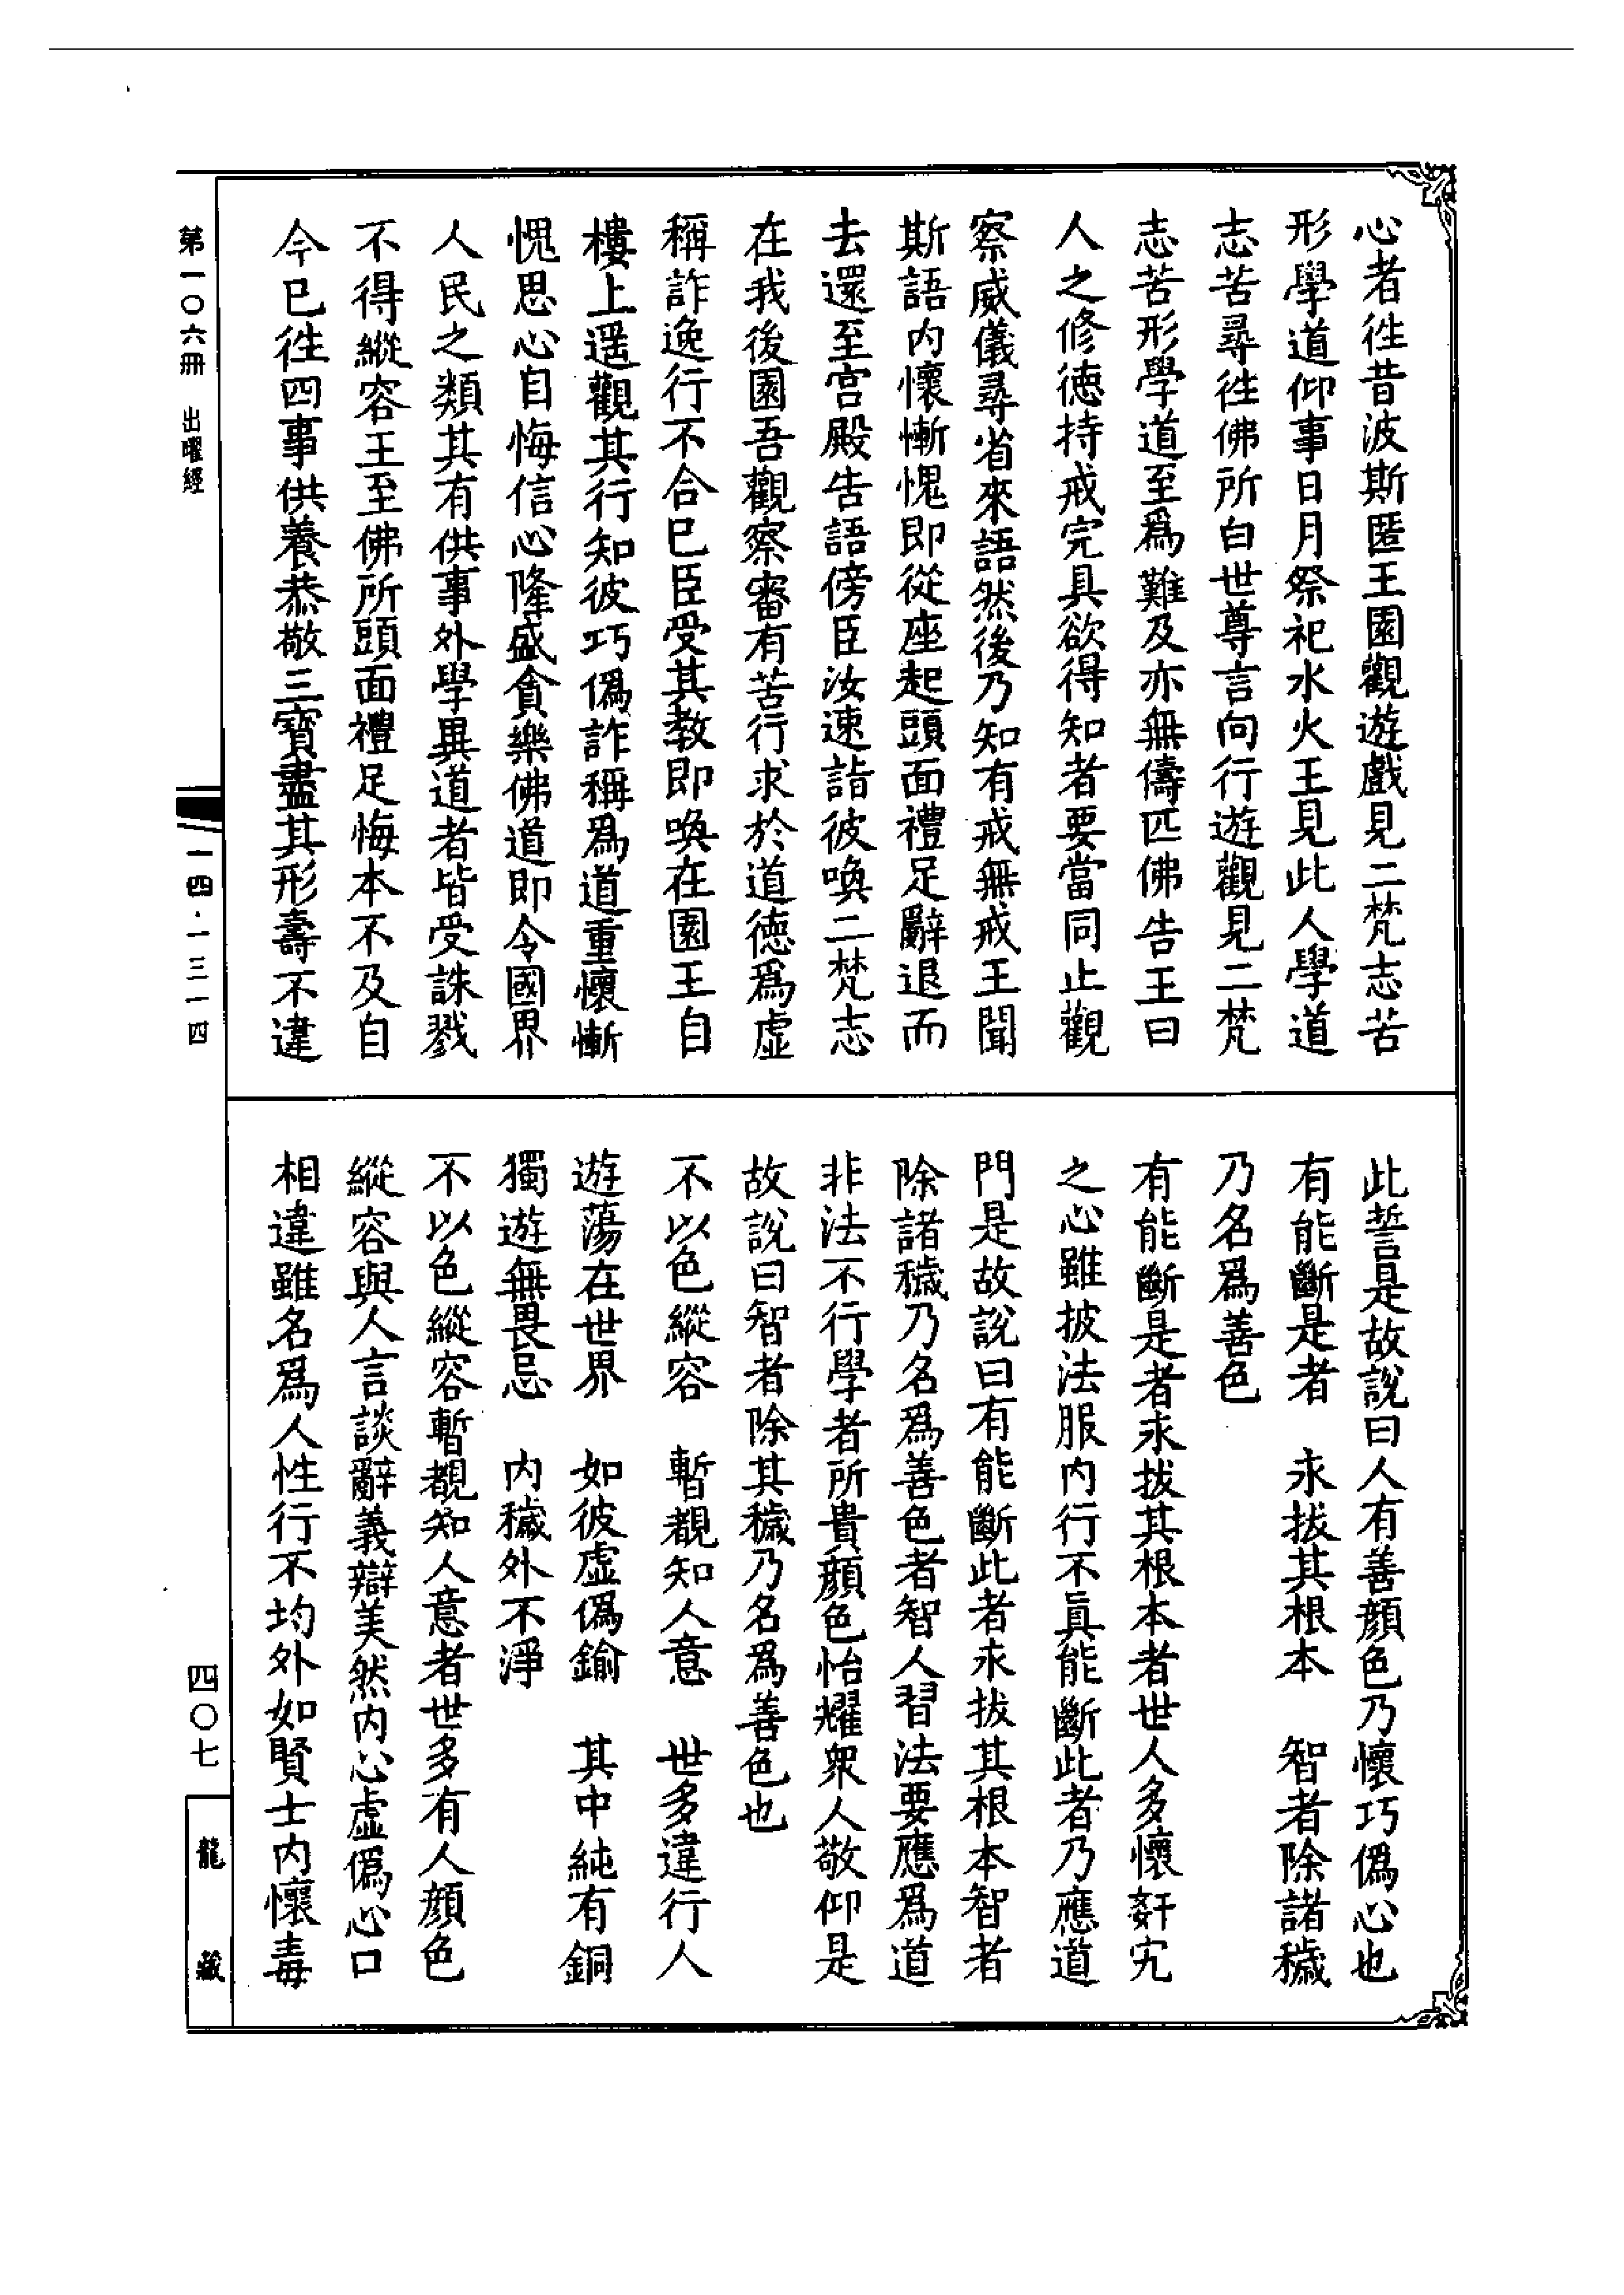 心者徃昔波斯匿王園觀遊戲見二梵志苦
形學道仰事日月祭祀水火王見此人學道
志苦尋徃佛所白世尊言向行遊觀見二梵
志苦形學道至爲難及亦無儔匹佛告王曰
人之修德持戒完具欲得知者要當同止觀
察威儀尋省來語然後乃知有戒無戒王聞
斯語内懷慚愧即從座起頭面禮足辭退而
去還至宫殿告語傍臣汝速詣彼喚二梵志
在我後園吾觀察審有苦行求於道德爲虛
稱詐逸行不合巳臣受其教即喚在園王自
樓上遥觀其行知彼巧僞詐稱爲道重懷慚
愧思心自悔信心隆盛貪樂佛道即令國界
人民之類其有供事外學異道者皆受誅戮
不得縱容王至佛所頭面禮足悔本不及自
今巳徃四事供養恭敬三寶盡其形壽不違
此誓是故說曰人有善顔色乃懷巧僞心也
有能斷是者　永拔其根本　智者除諸穢
乃名爲善色
有能斷是者永拔其根本者世人多懷姧宄
之心雖披法服内行不眞能斷此者乃應道
門是故說曰有能斷此者永拔其根本智者
除諸穢乃名爲善色者智人習法要應爲道
非法不行學者所貴顔色怡耀衆人敬仰是
故說曰智者除其穢乃名爲善色也
不以色縱容　暫覩知人意　世多違行人
遊蕩在世界　如彼虛僞鍮　其中純有銅
獨遊無畏忌　内穢外不淨
不以色縱容暫覩知人意者世多有人顔色
縱容與人言談辭義辯美然内心虛僞心口
相違雖名爲人性行不均外如賢士内懷毒
第一〇六冊　出曜經
一四·一三一四
四〇七
龍藏